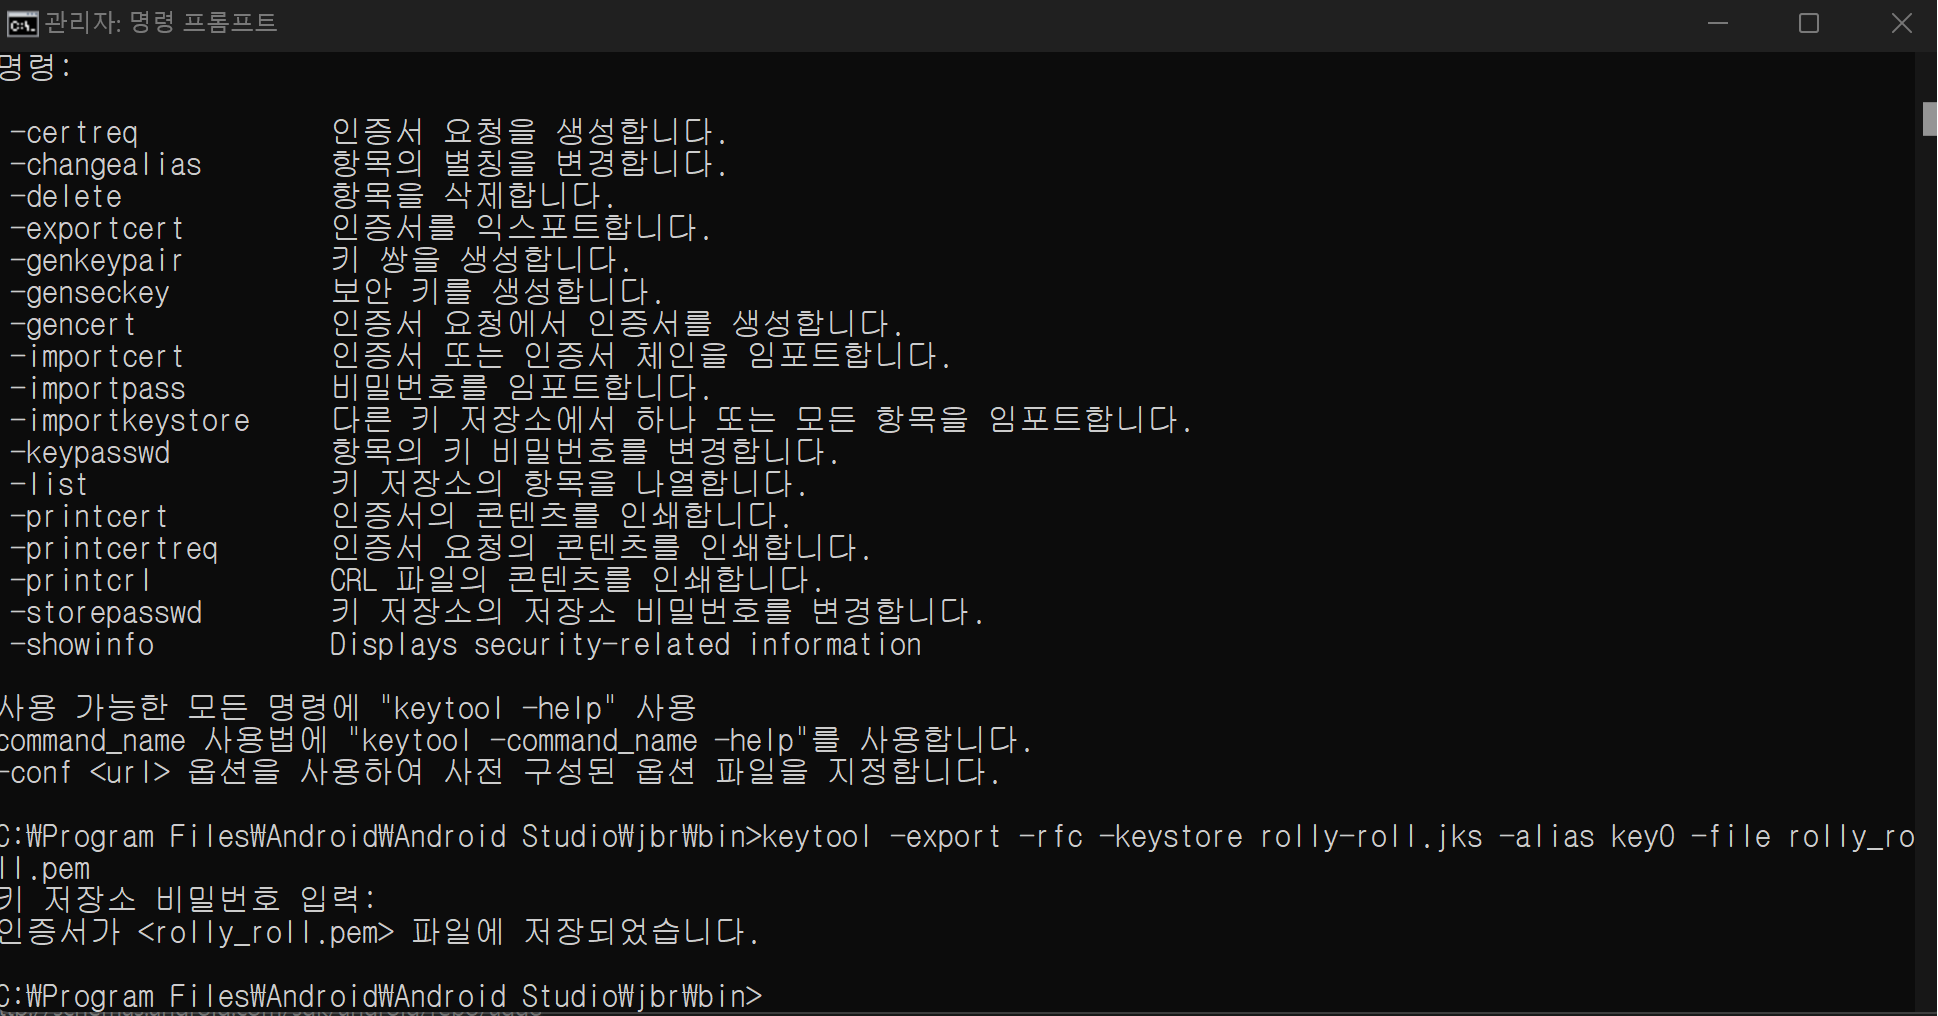 관리자: 명령 프롬프트
명령:
-certreq 인증서 요청을 생성합니다.
-changealias 항목의 별칭을 변경합니다.
-delete 항목을 삭제합니다.
-exportcert 인증서를 익스포트합니다.
-genkeypair 키 쌍을 생성합니다.
-genseckey 보안 키를 생성합니다.
-gencert 인증서 요청에서 인증서를 생성합니다.
-importcert 인증서 또는 인증서 체인을 임포트합니다.
-importpass 비밀번호를 임포트합니다.
-importkeystore 다른 키 저장소에서 하나 또는 모든 항목을 임포트합니다.
-keypasswd 항목의 키 비밀번호를 변경합니다.
-list 키 저장소의 항목을 나열합니다.
-printcert 인증서의 콘텐츠를 인쇄합니다.
-printcertreq 인증서 요청의 콘텐츠를 인쇄합니다.
-printcrl CRL 파일의 콘텐츠를 인쇄합니다.
-storepasswd 키 저장소의 저장소 비밀번호를 변경합니다.
-showinfo Displays security-related information
사용 가능한 모든 명령에 "keytool -help" 사용
command_name 사용법에 "keytool -command_name -help"를 사용합니다.
-conf <url> 옵션을 사용하여 사전 구성된 옵션 파일을 지정합니다.
C:₩Program Files₩Android₩Android Studio₩jbr₩bin>keytool -export -rfc -keystore rolly-roll.jks -alias key0 -file rolly_ro
ll.pem
키 저장소 비밀번호 입력:
인증서가 <rolly_roll.pem> 파일에 저장되었습니다.
C:₩Program Files₩Android₩Android Studio₩jbr₩bin>